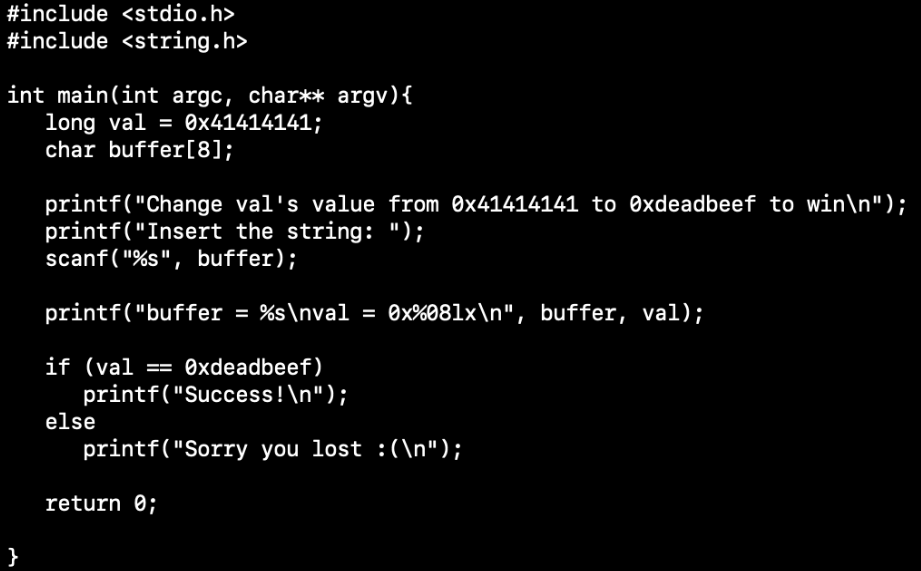 #include <stdio.h>
#include <string.h>

int main(int argc, char** argv){
   long val = 0x41414141;
   char buffer[8];

   printf("Change val's value from 0x41414141 to 0xdeadbeef to win\n");
   printf("Insert the string: ");
   scanf("%s", buffer);

   printf("buffer = %s\nval = 0x%08lx\n", buffer, val);

   if (val == 0xdeadbeef)
      printf("Success!\n");
   else
      printf("Sorry you lost :(\n");

   return 0;

}